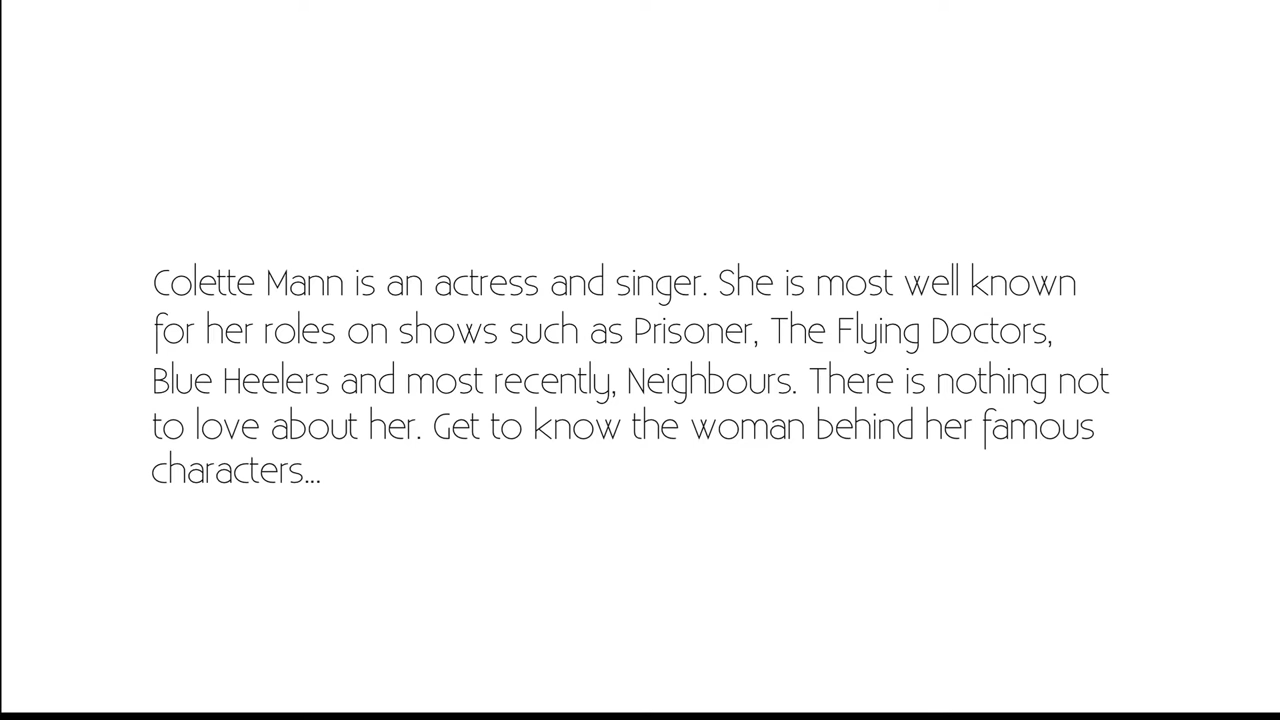 Colette Mann is an actress and singer. She is most well known
for her roles on shows such as Prisoner, The Flying Doctors,
Blue Heelers and most recently, Neighbours. There is nothing not
to love about her. Get to know the woman behind her famous
characters...